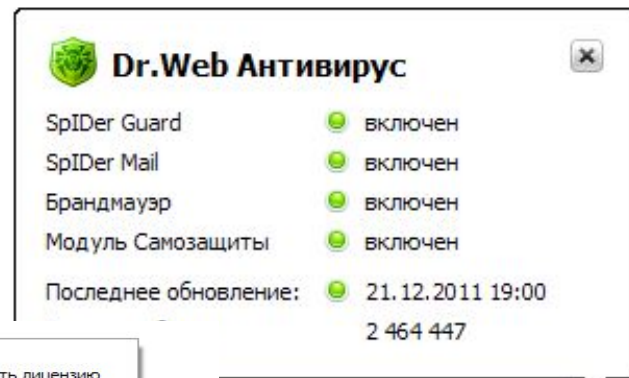 Dr.Web Антивирус
SpIDer Guard включен
SpIDer Mail включен
Брандмауэр включен
Модуль Самозащиты включен
Последнее обновление: 21.12.2011 19:00
2 464 447
лицензию